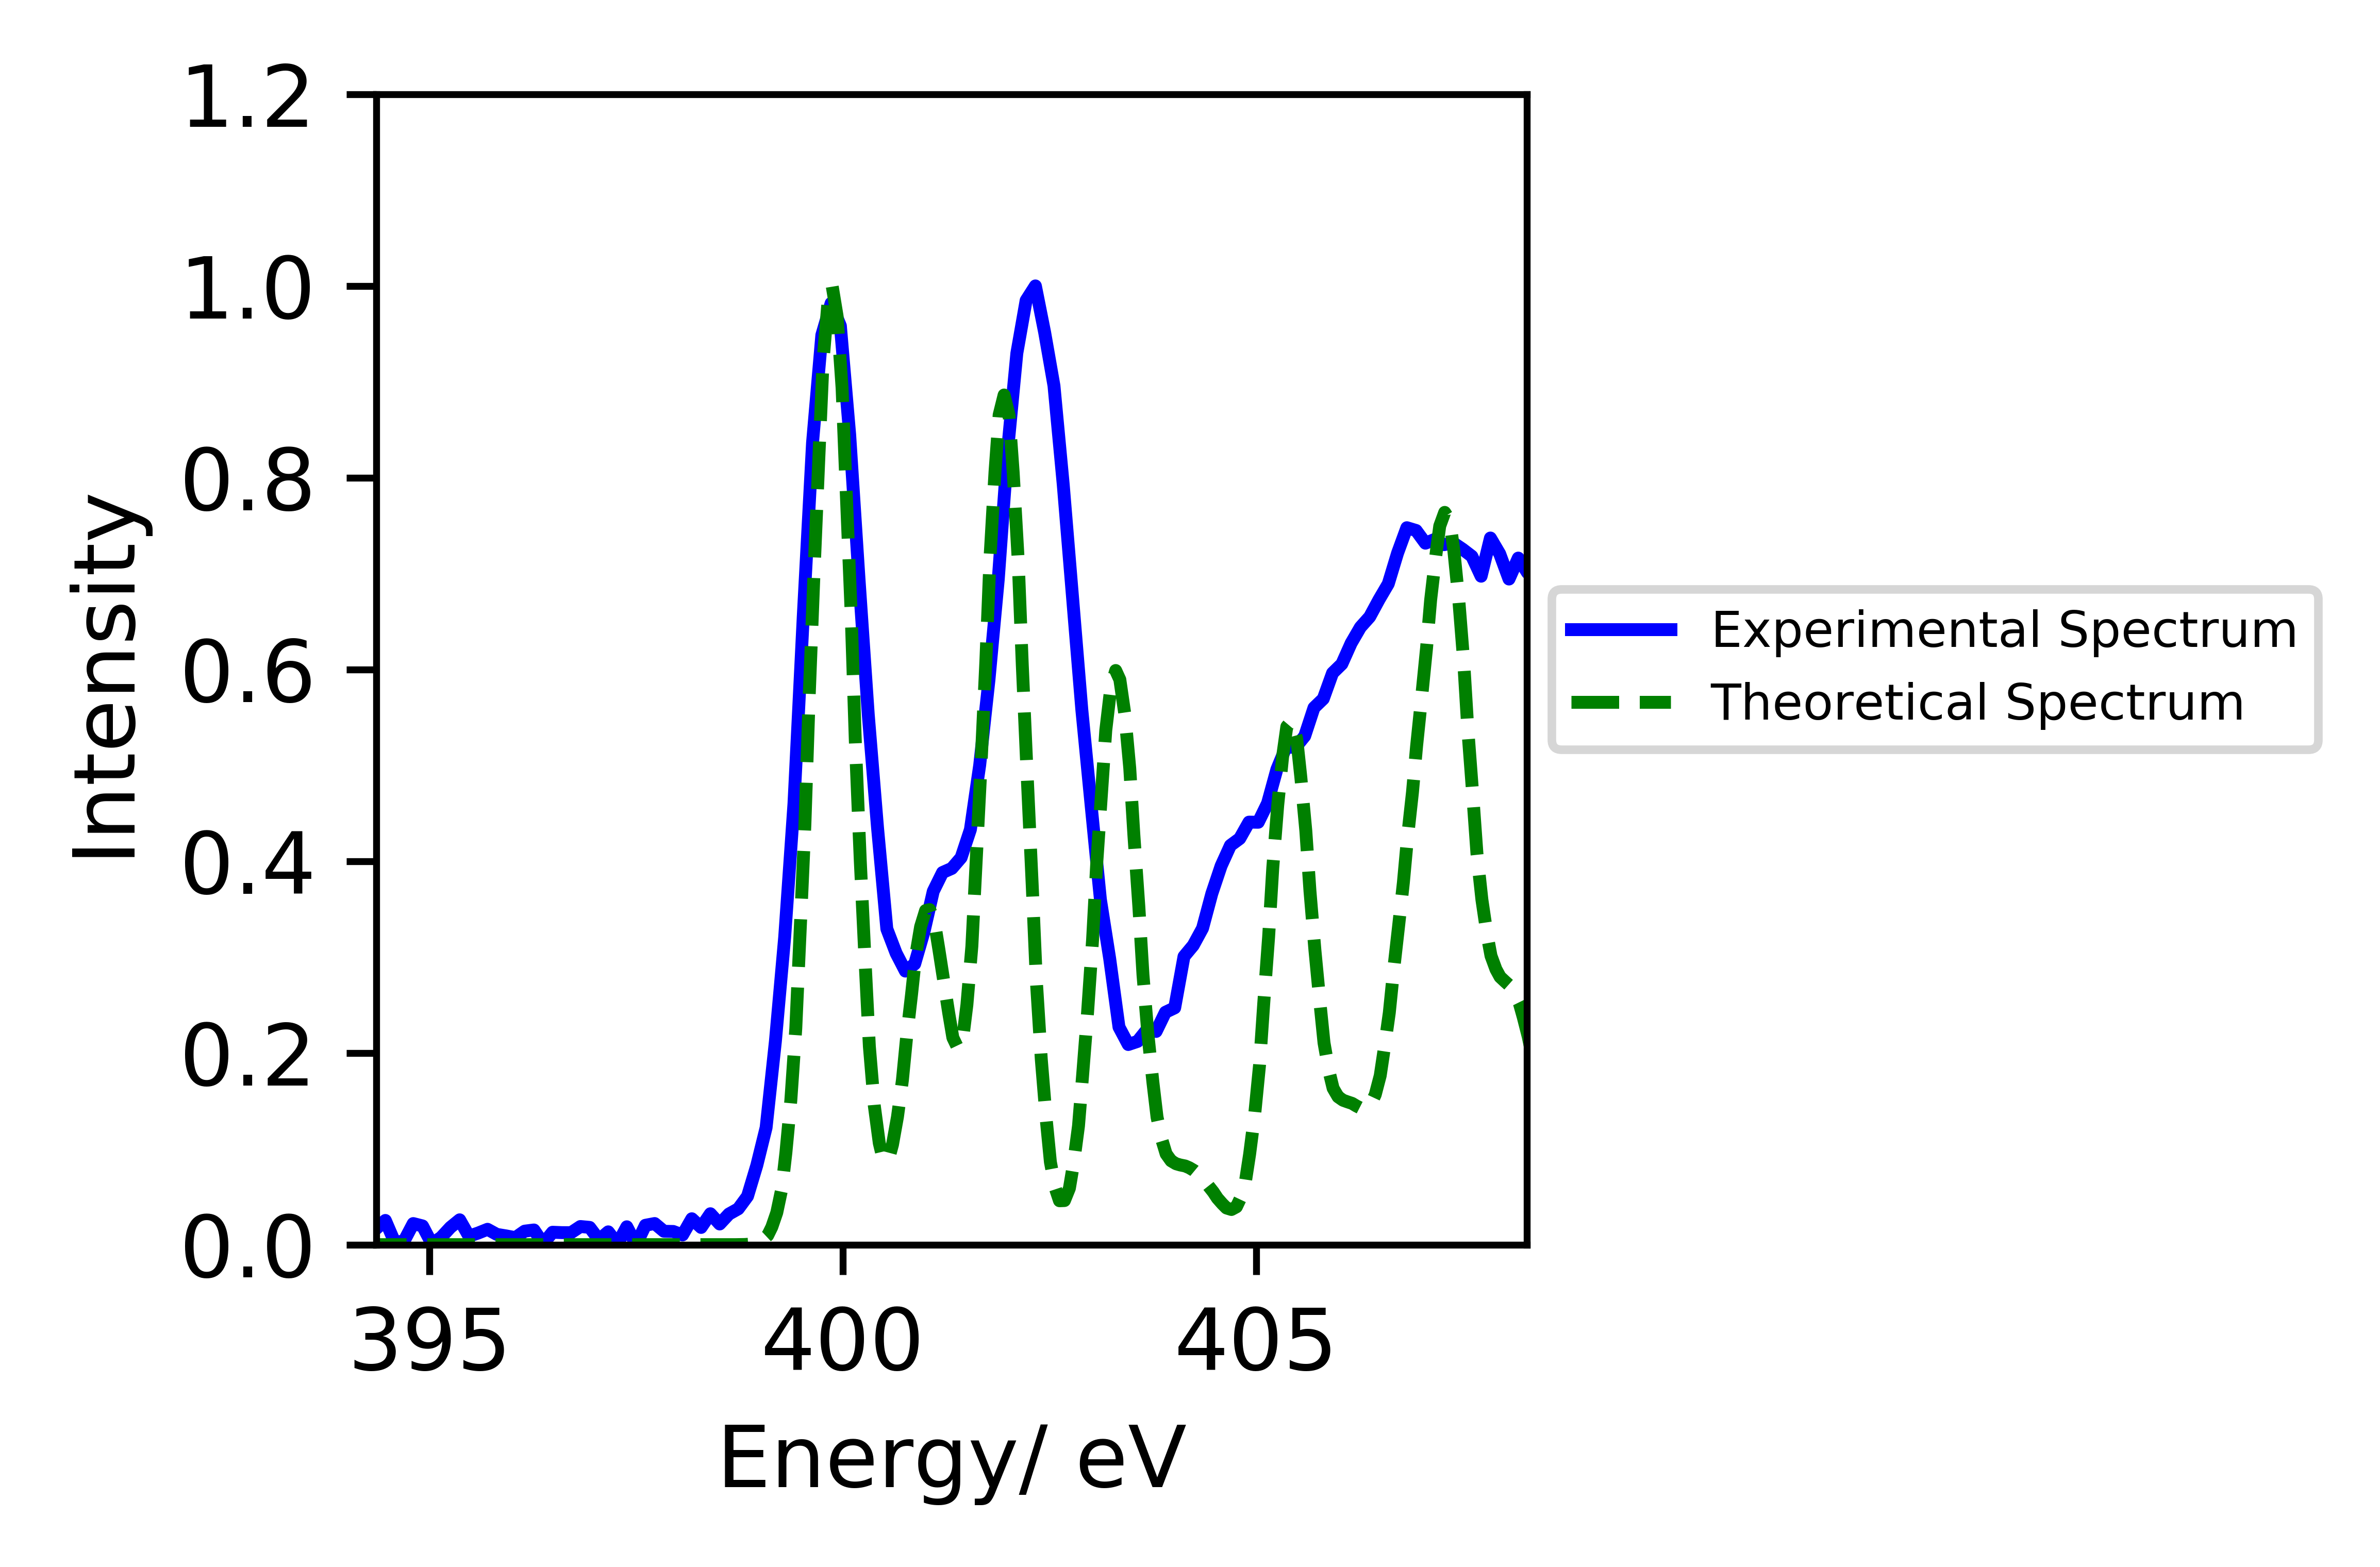 1.2
1.0
0.8
0.6
0.4
0.2
0.0
Intensity
395 400 405
Energy/ eV
Experimental Spectrum
Theoretical Spectrum